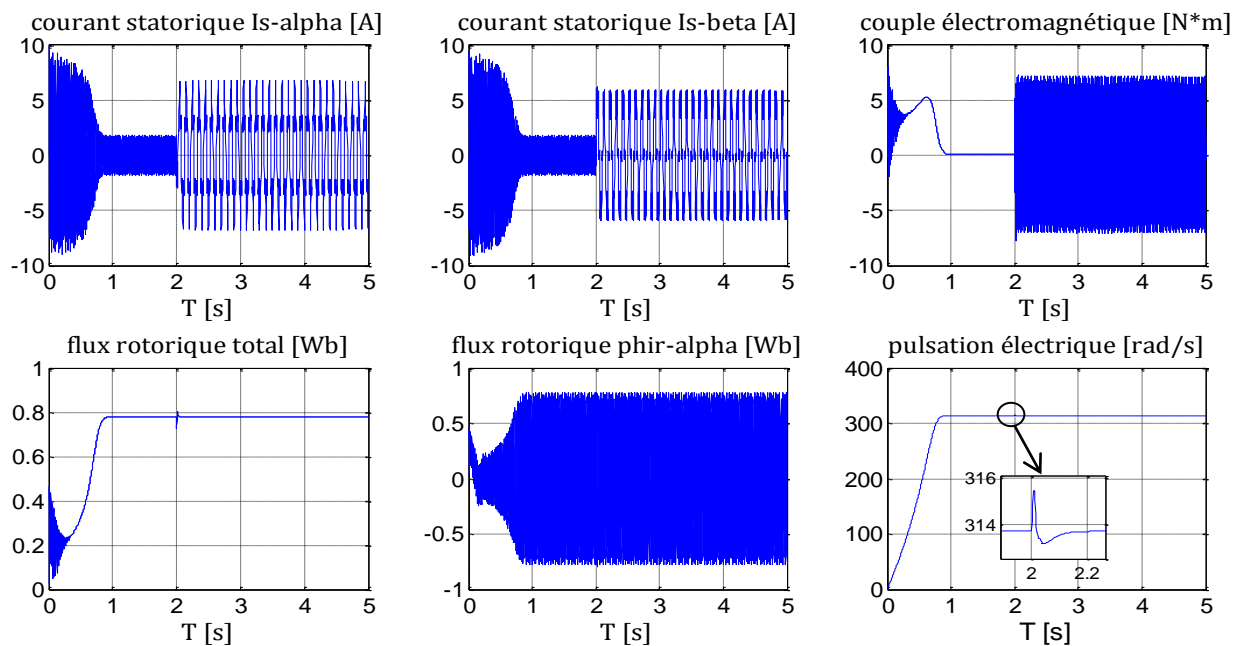 courant statorique Is-alpha [A]
10
5
0
-5
-10
0 1 2 3 4 5
T [s]
courant statorique Is-beta [A]
10
5
0
-5
-10
0 1 2 3 4 5
T [s]
couple électromagnétique [N*m]
10
5
0
-5
-10
0 1 2 3 4 5
T [s]
flux rotorique total [Wb]
1
0.8
0.6
0.4
0.2
0
0 1 2 3 4 5
T [s]
flux rotorique phir-alpha [Wb]
1
0.5
0
-0.5
-1
0 1 2 3 4 5
T [s]
pulsation électrique [rad/s]
400
300
200
100
0
316
314
2 2.2
0 1 2 3 4 5
T [s]